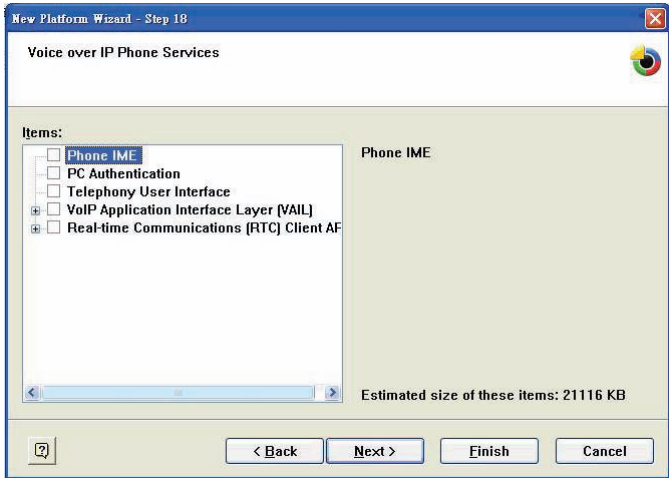 New Platform Wizard - Step 18
Voice over IP Phone Services
Items:
Phone IME
PC Authentication
Telephony User Interface
VoIP Application Interface Layer (VAIL)
Real-time Communications (RTC) Client AF
Phone IME
Estimated size of these items: 21116 KB
< Back
Next >
Finish
Cancel